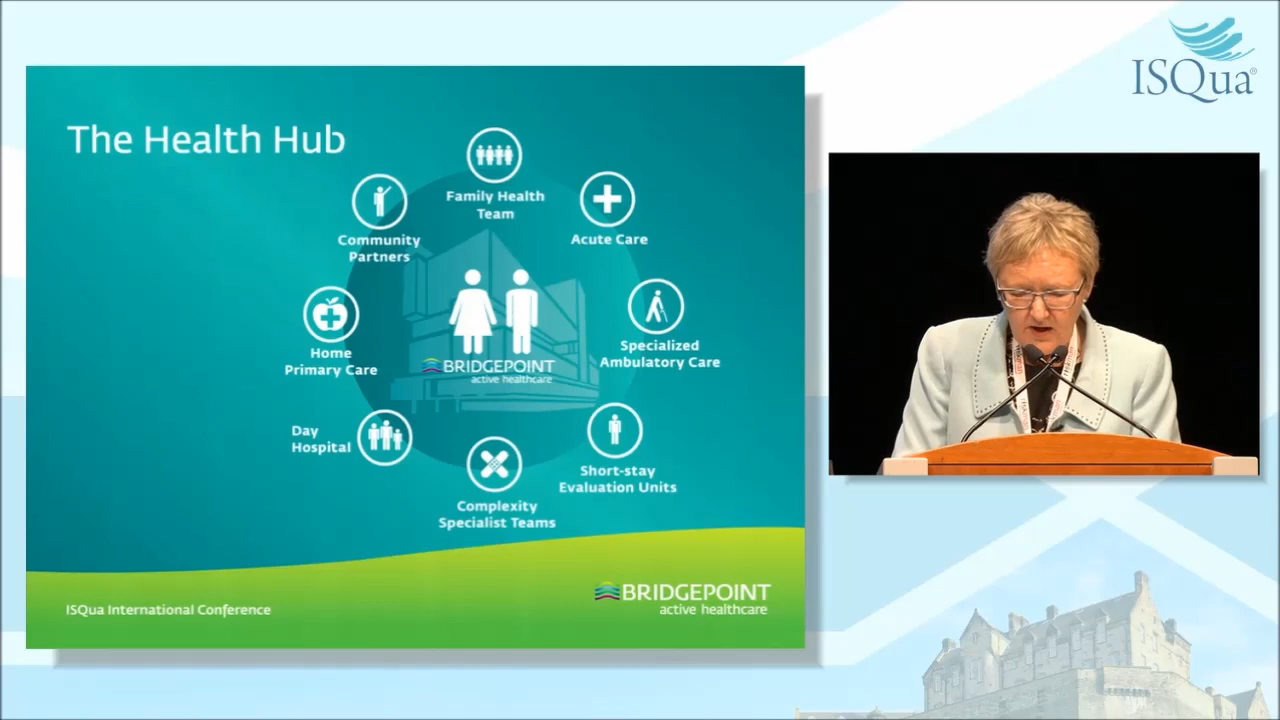 ISQua®
The Health Hub
Family Health
Team
Community
Partners
Acute Care
Home
Primary Care
Specialized
Ambulatory Care
BRIDGEPOINT
active healthcare
Day
Hospital
Short-stay
Evaluation Units
Complexity
Specialist Teams
ISQua International Conference
BRIDGEPOINT
active healthcare